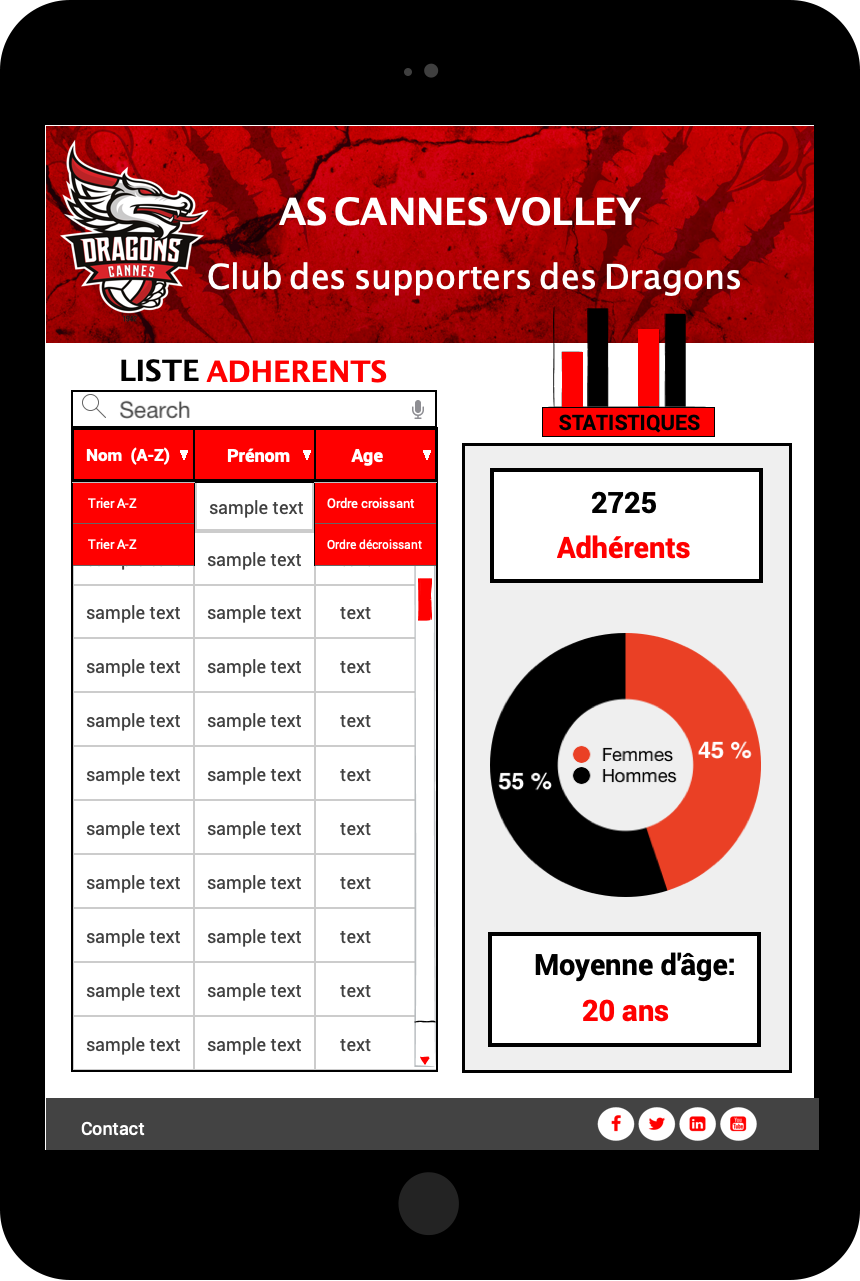 AS CANNES VOLLEY
DRAGONS
CANNES
Club des supporters des Dragons
LISTE ADHERENTS
Search
Nom (A-Z) Prénom Age
Trier A-Z sample text Ordre croissant
Trier A-Z sample text Ordre décroissant
sample text sample text text
sample text sample text text
sample text sample text text
sample text sample text text
sample text sample text text
sample text sample text text
sample text sample text text
sample text sample text text
sample text sample text text
STATISTIQUES
2725
Adhérents
45 %
Femmes
55 %
Hommes
Moyenne d'âge:
20 ans
Contact
You
Tube